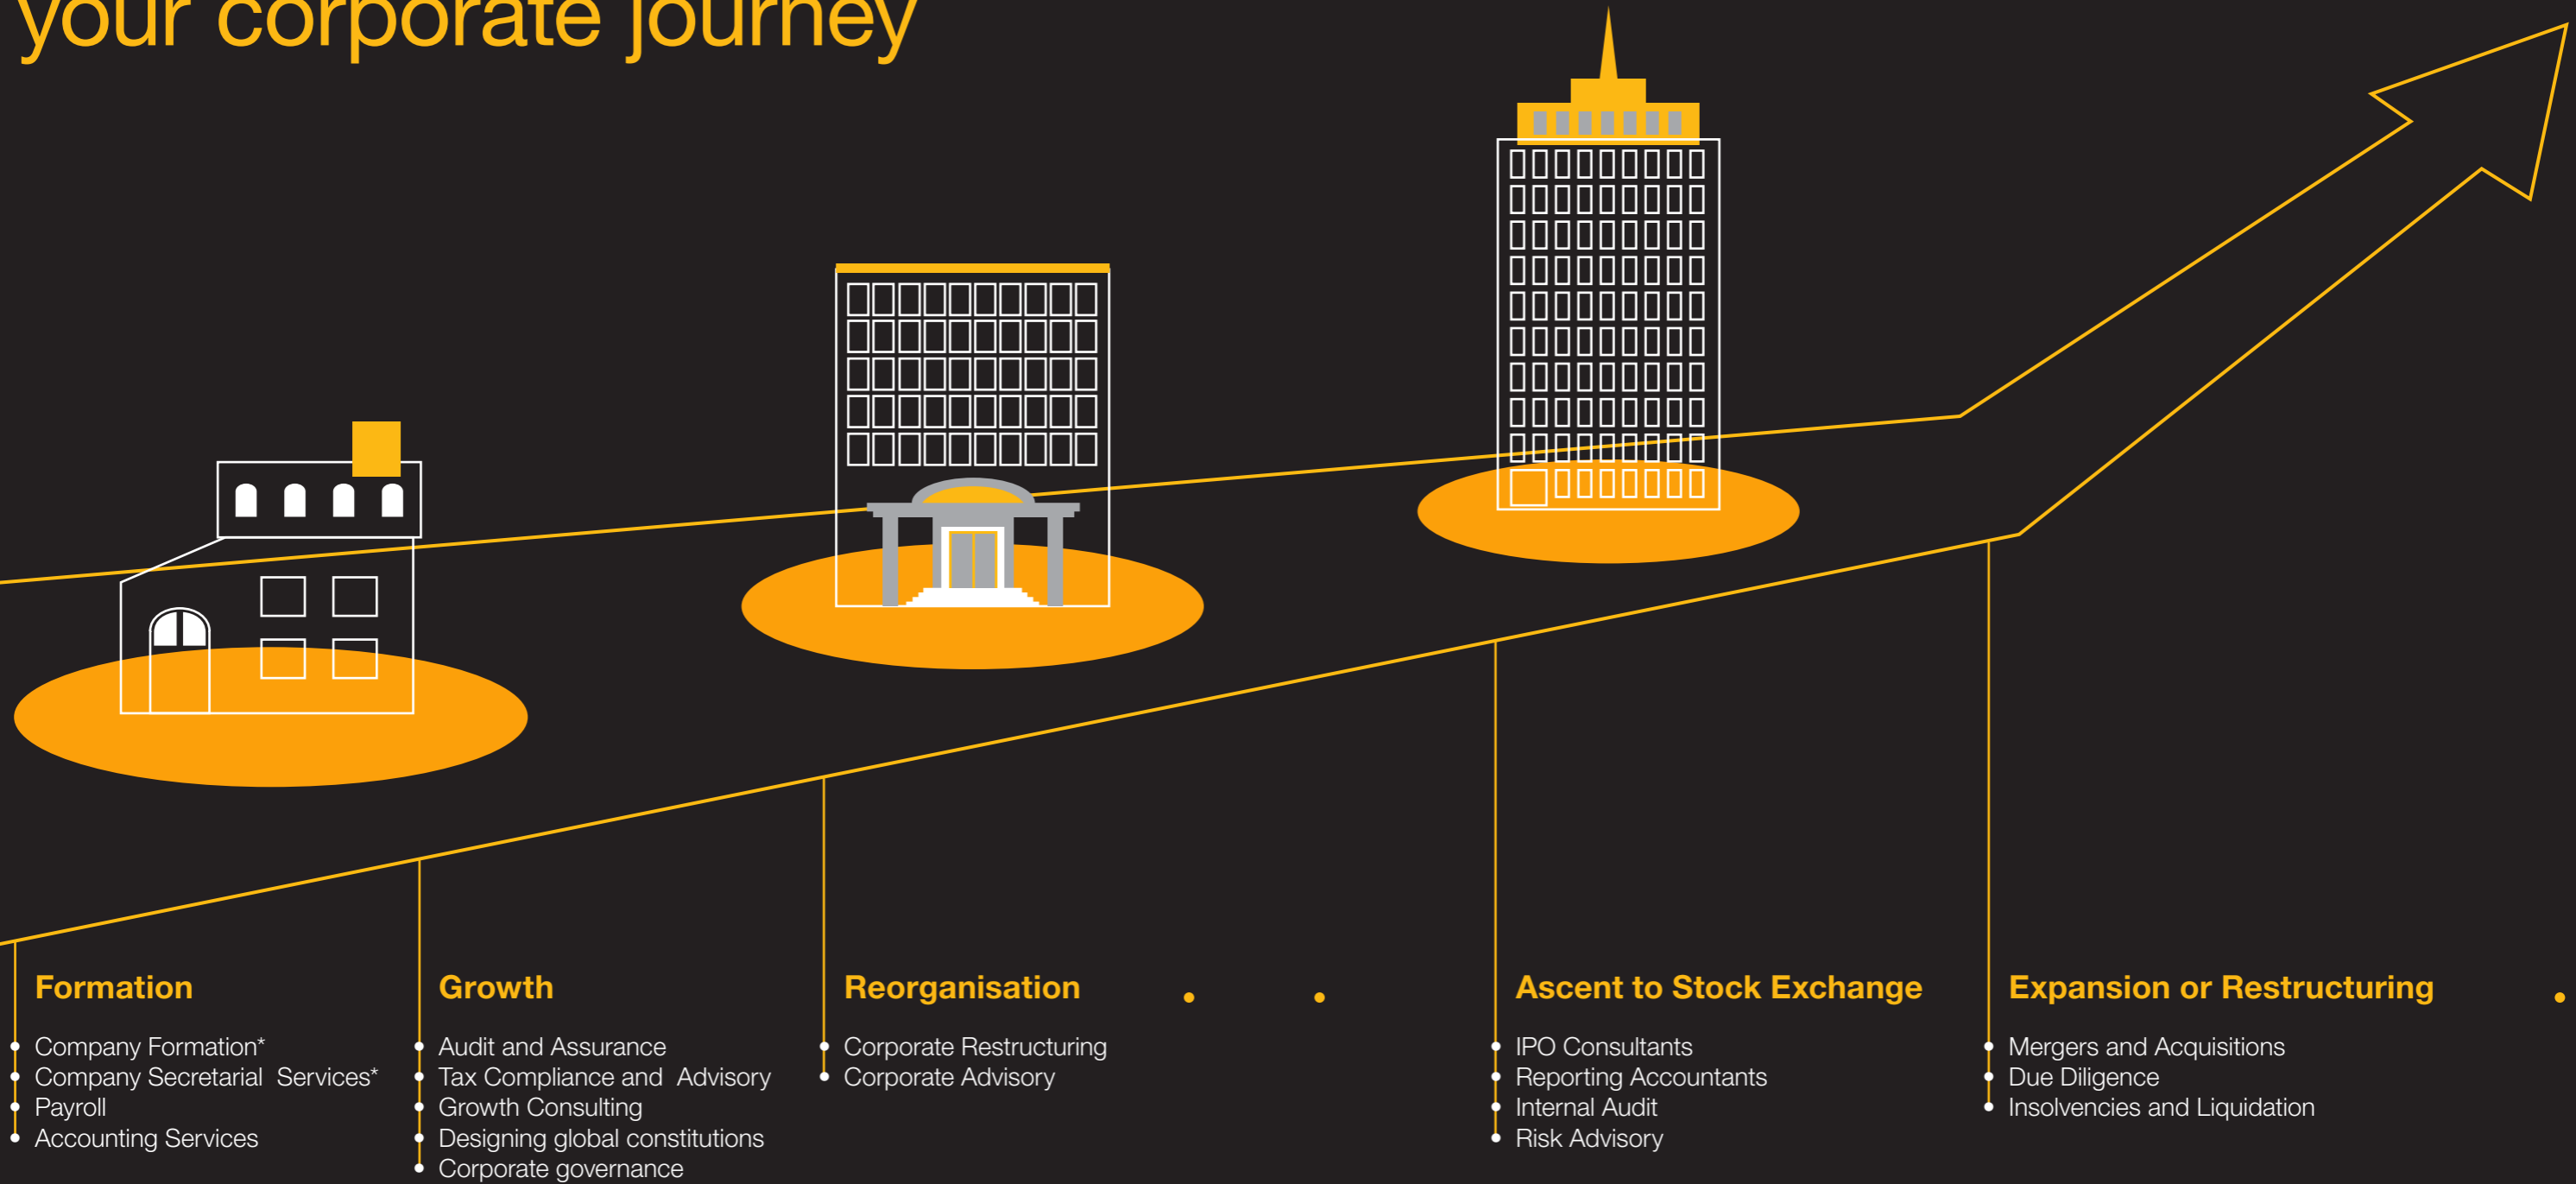 your corporate journey
Formation
Company Formation*
Company Secretarial  Services*
Payroll
Accounting Services
Growth
Audit and Assurance
Tax Compliance and  Advisory
Growth Consulting
Designing global constitutions
Corporate governance
Reorganisation
Corporate Restructuring
Corporate Advisory
Ascent to Stock Exchange
IPO Consultants
Reporting Accountants
Internal Audit
Risk Advisory
Expansion or Restructuring
Mergers and Acquisitions
Due Diligence
Insolvencies and Liquidation